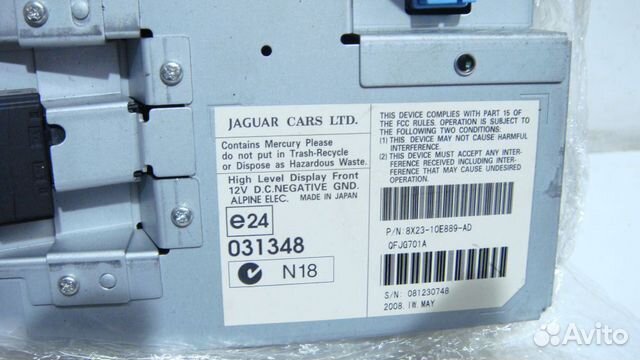 JAGUAR CARS LTD.
Contains Mercury Please
do not put in Trash-Recycle
or Dispose as Hazardous Waste.
High Level Display Front
12V D.C.NEGATIVE GND.
ALPINE ELEC. MADE IN JAPAN
e24
031348
N18
THIS DEVICE COMPLIES WITH PART 15 OF
THE FCC RULES. OPERATION IS SUBJECT TO
THE FOLLOWING TWO CONDITIONS:
(1) THIS DEVICE MAY NOT CAUSE HARMFUL
INTERFERENCE.
(2) THIS DEVICE MUST ACCEPT ANY INTER-
FERENCE RECEIVED INCLUDING INTER-
FERENCE THAT MAY CAUSE UNDESIRED
OPERATION.
P/N:8X23-10E889-AD
QFJG701A
S/N: 081230748
2008. IW. MAY
Avito